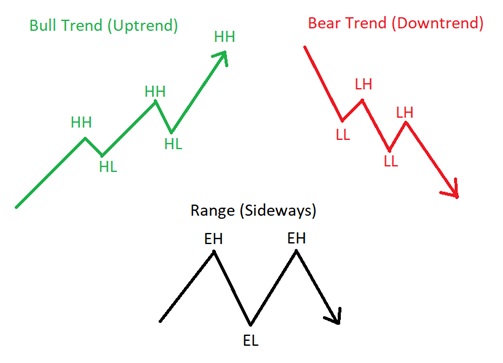 Bull Trend (Uptrend)
HH
HH
HH
HL
HL
Bear Trend (Downtrend)
LH
LH
LL
LL
Range (Sideways)
EH
EH
EL